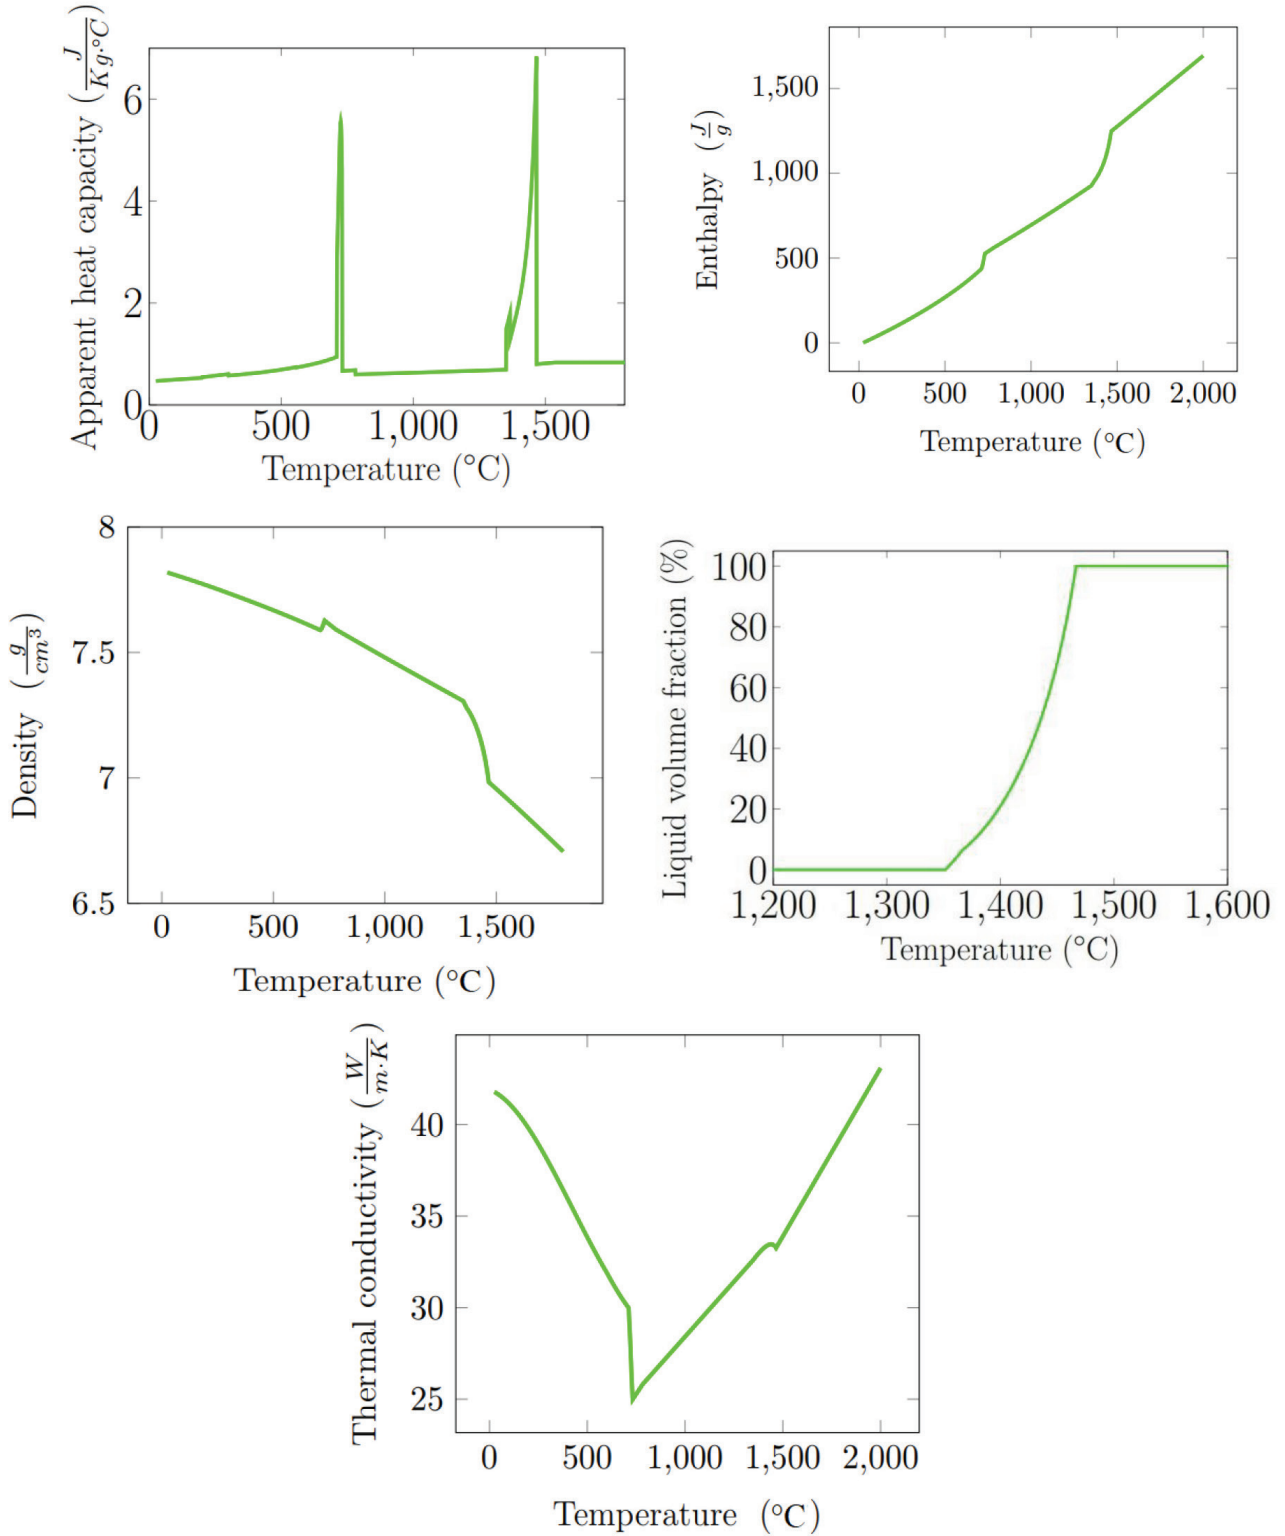 Apparent heat capacity (J/Kg·°C)
6
4
2
0
0 500 1,000 1,500
Temperature (°C)
Enthalpy (J/g)
1,500
1,000
500
0
0 500 1,000 1,500 2,000
Temperature (°C)
Density (g/cm³)
8
7.5
7
6.5
0 500 1,000 1,500
Temperature (°C)
Liquid volume fraction (%)
100
80
60
40
20
0
1,200 1,300 1,400 1,500 1,600
Temperature (°C)
Thermal conductivity (W/m·K)
40
35
30
25
0 500 1,000 1,500 2,000
Temperature (°C)